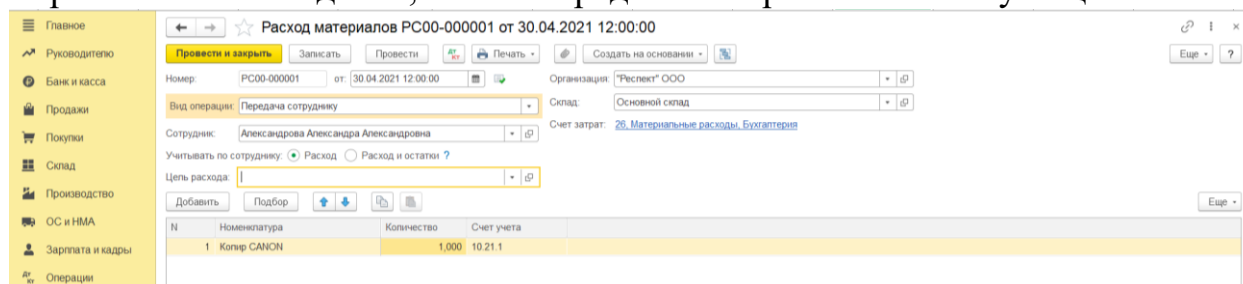 Главное
Руководителю
Банк и касса
Продажи
Покупки
Склад
Производство
ОС и НМА
Зарплата и кадры
Операции
Расход материалов РС00-000001 от 30.04.2021 12:00:00
Провести и закрыть Записать Провести Дт Кт Печать Создать на основании Еще ?
Номер: РС00-000001 от: 30.04.2021 12:00:00 Организация: "Респект" ООО
Вид операции: Передача сотруднику Склад: Основной склад
Сотрудник: Александрова Александра Александровна Счет затрат: 26, Материальные расходы, Бухгалтерия
Учитывать по сотруднику: Расход Расход и остатки ?
Цель расхода:
Добавить Подбор Еще
N Номенклатура Количество Счет учета
1 Копир CANON 1,000 10.21.1